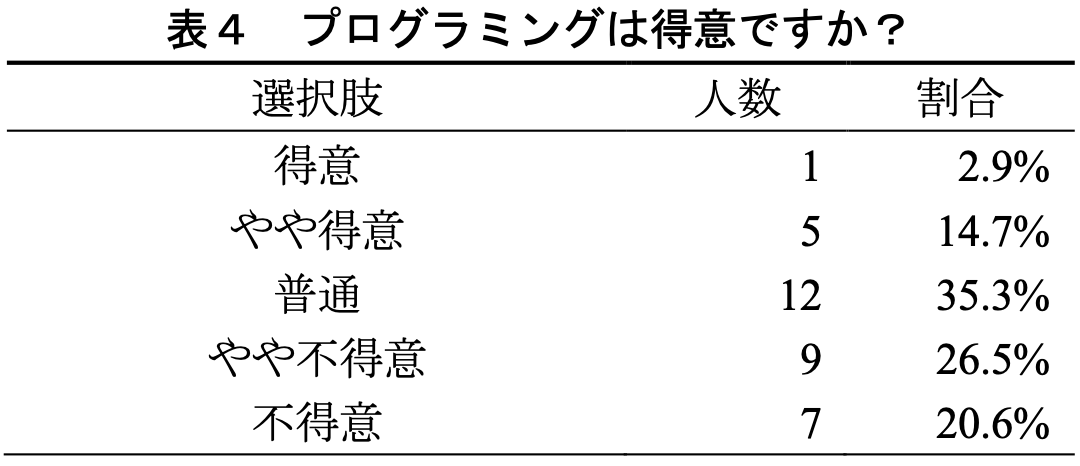 表４　プログラミングは得意ですか？
選択肢 人数 割合
得意 1 2.9%
やや得意 5 14.7%
普通 12 35.3%
やや不得意 9 26.5%
不得意 7 20.6%